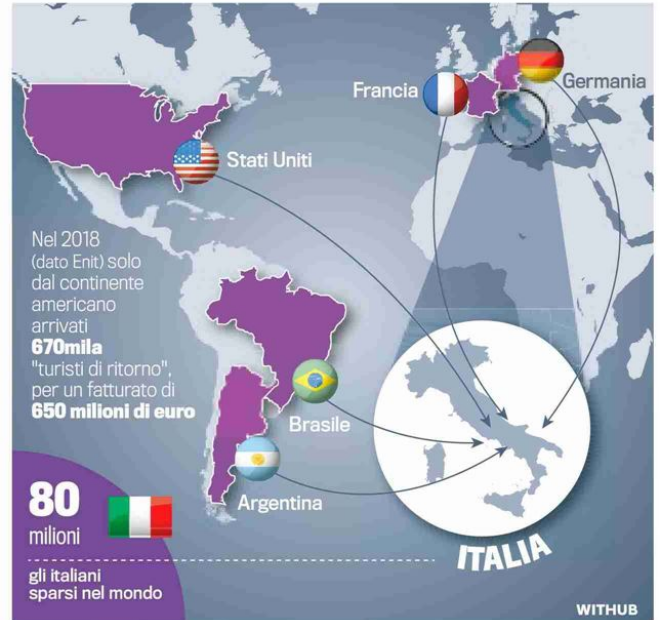 Francia
Germania
Stati Uniti
Nel 2018
(dato Enit) solo
dal continente
americano
arrivati
670mila
"turisti di ritorno",
per un fatturato di
650 milioni di euro
Brasile
Argentina
80
milioni
gli italiani
sparsi nel mondo
ITALIA
WITHUB